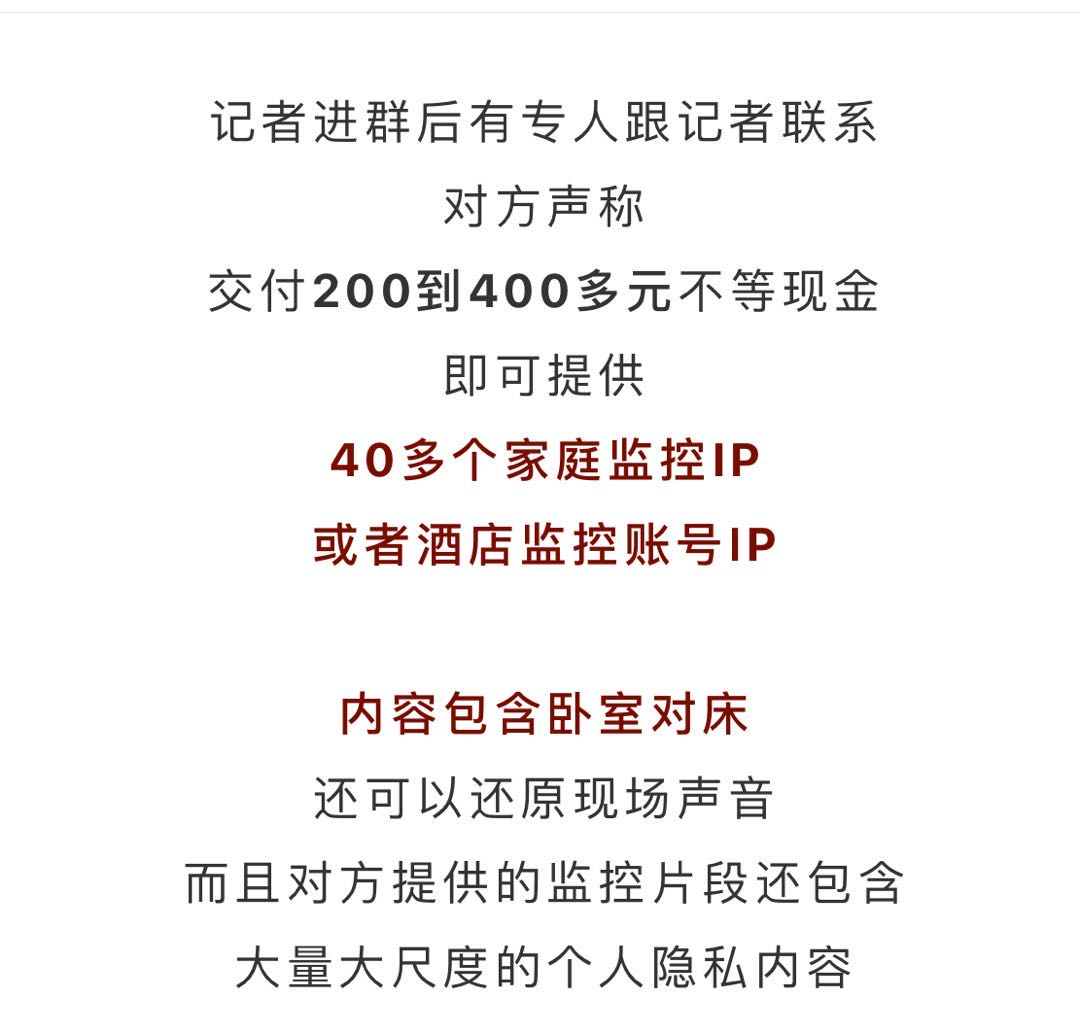 记者进群后有专人跟记者联系
对方声称
交付200到400多元不等现金
即可提供
40多个家庭监控IP
或者酒店监控账号IP
内容包含卧室对床
还可以还原现场声音
而且对方提供的监控片段还包含
大量大尺度的个人隐私内容